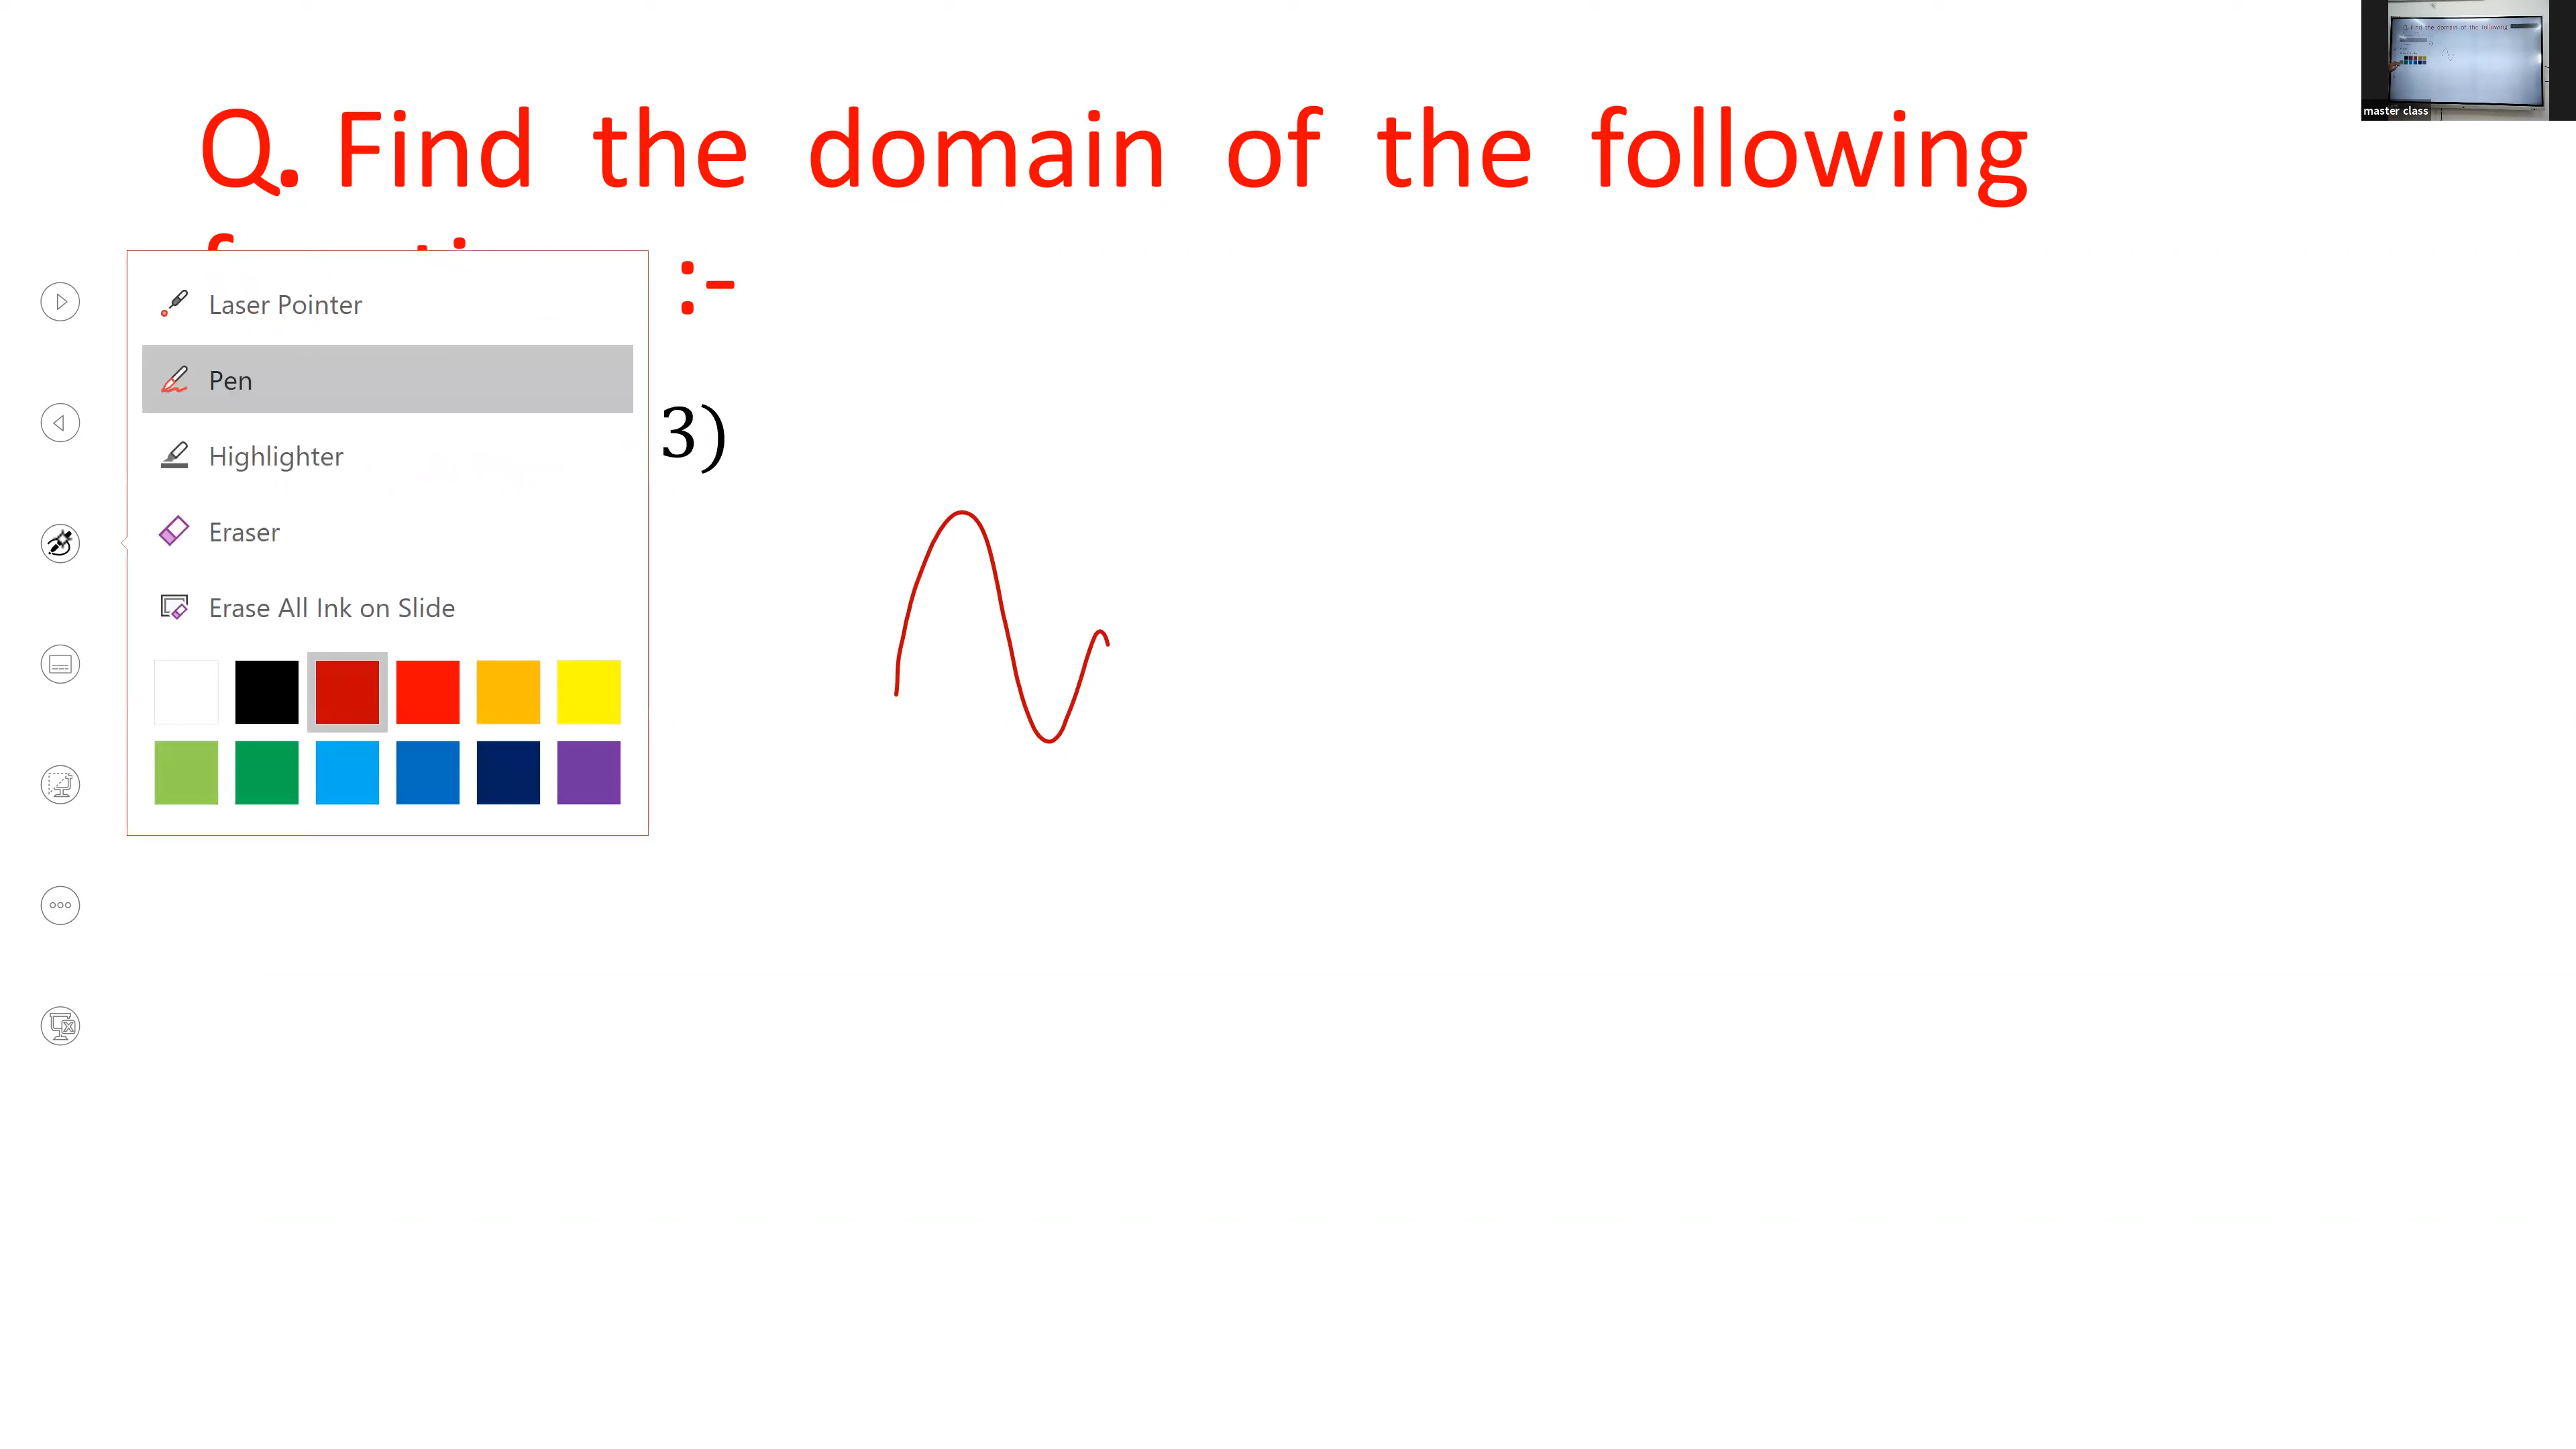 Q. Find the domain of the following
:-
3)
Laser Pointer
Pen
Highlighter
Eraser
Erase All Ink on Slide
master class